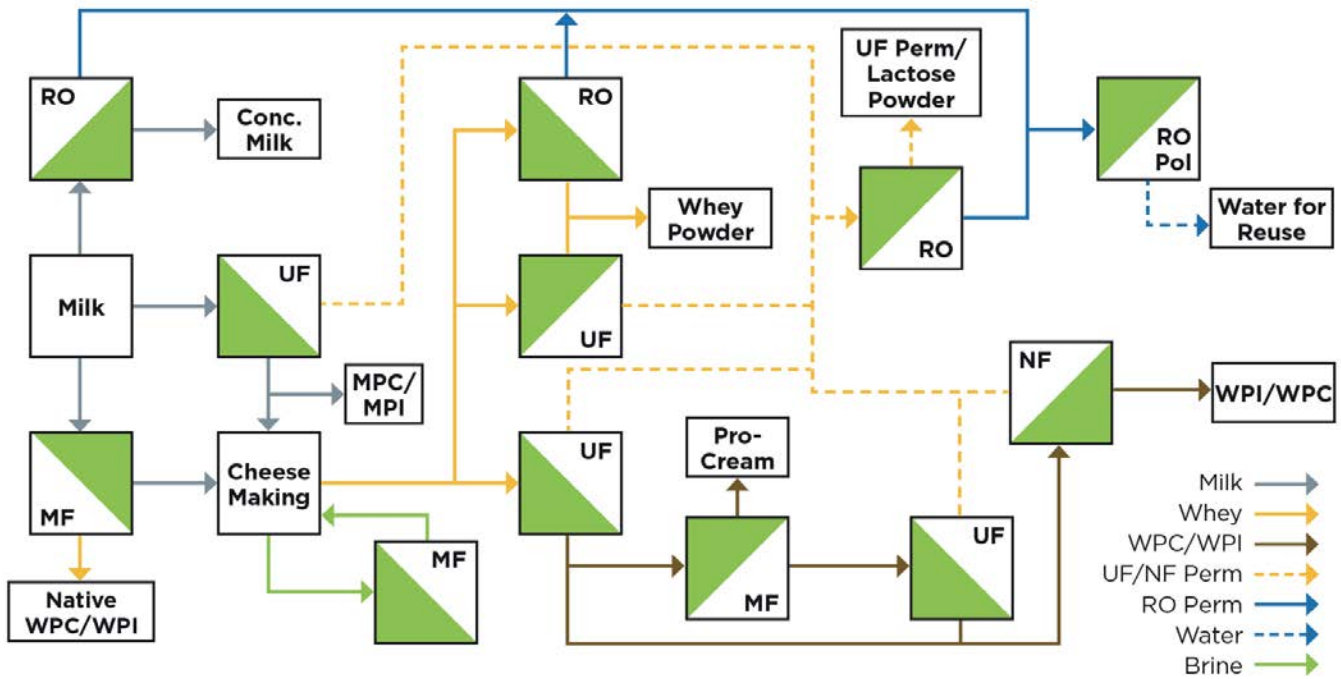 RO
Conc.
Milk
RO
UF Perm/
Lactose
Powder
RO
Pol
Whey
Powder
RO
Water for
Reuse
Milk
UF
UF
MPC/
MPI
NF
WPI/WPC
MF
Cheese
Making
UF
Pro-
Cream
MF
UF
MF
Native
WPC/WPI
Milk
Whey
WPC/WPI
UF/NF Perm
RO Perm
Water
Brine